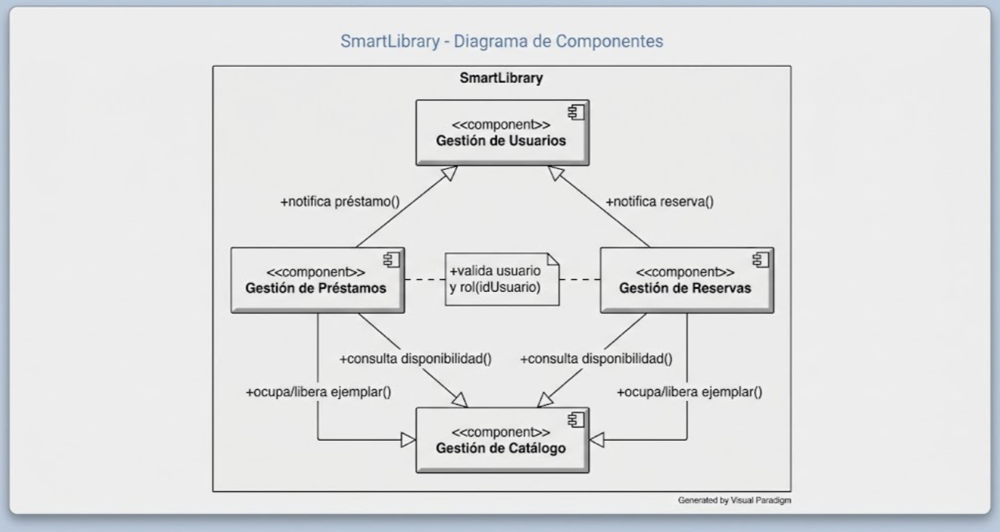 SmartLibrary - Diagrama de Componentes
SmartLibrary
<<component>>
Gestión de Usuarios
+notifica préstamo()
+notifica reserva()
<<component>>
Gestión de Préstamos
+valida usuario
y rol(idUsuario)
<<component>>
Gestión de Reservas
+consulta disponibilidad()
+consulta disponibilidad()
+ocupa/libera ejemplar()
+ocupa/libera ejemplar()
<<component>>
Gestión de Catálogo
Generated by Visual Paradigm